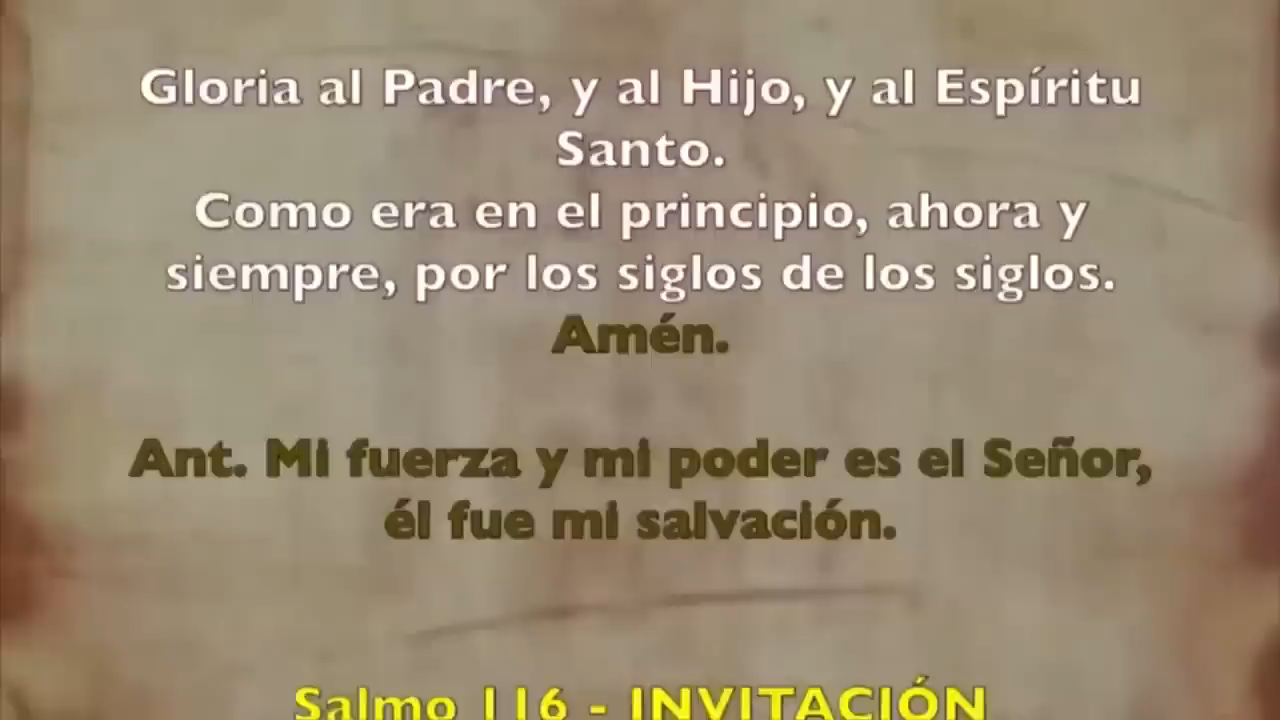 Gloria al Padre, y al Hijo, y al Espíritu
Santo.
Como era en el principio, ahora y
siempre, por los siglos de los siglos.
Amén.
Ant. Mi fuerza y mi poder es el Señor,
él fue mi salvación.
Salmo 116 - INVITACIÓN